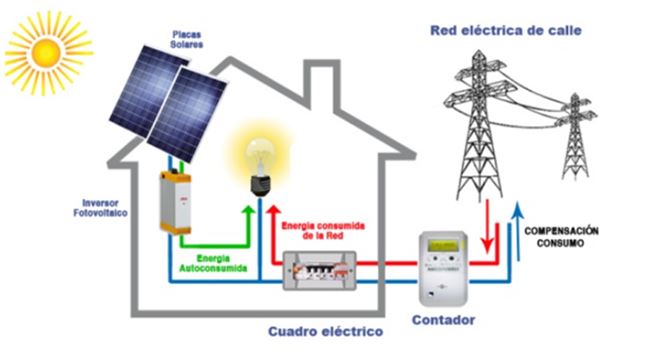 Placas
Solares
Red eléctrica de calle
Inversor
Fotovoltaico
Energía consumida
de la Red
Energía
Autoconsumida
COMPENSACIÓN
CONSUMO
Contador
Cuadro eléctrico